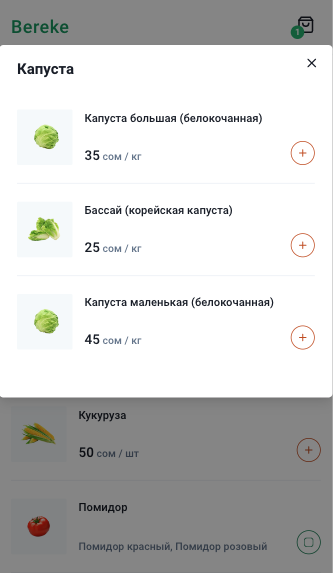 Bereke
1
Капуста
Капуста большая (белокочанная)
35 сом / кг
Бассай (корейская капуста)
25 сом / кг
Капуста маленькая (белокочанная)
45 сом / кг
Кукуруза
50 сом / шт
Помидор
Помидор красный, Помидор розовый